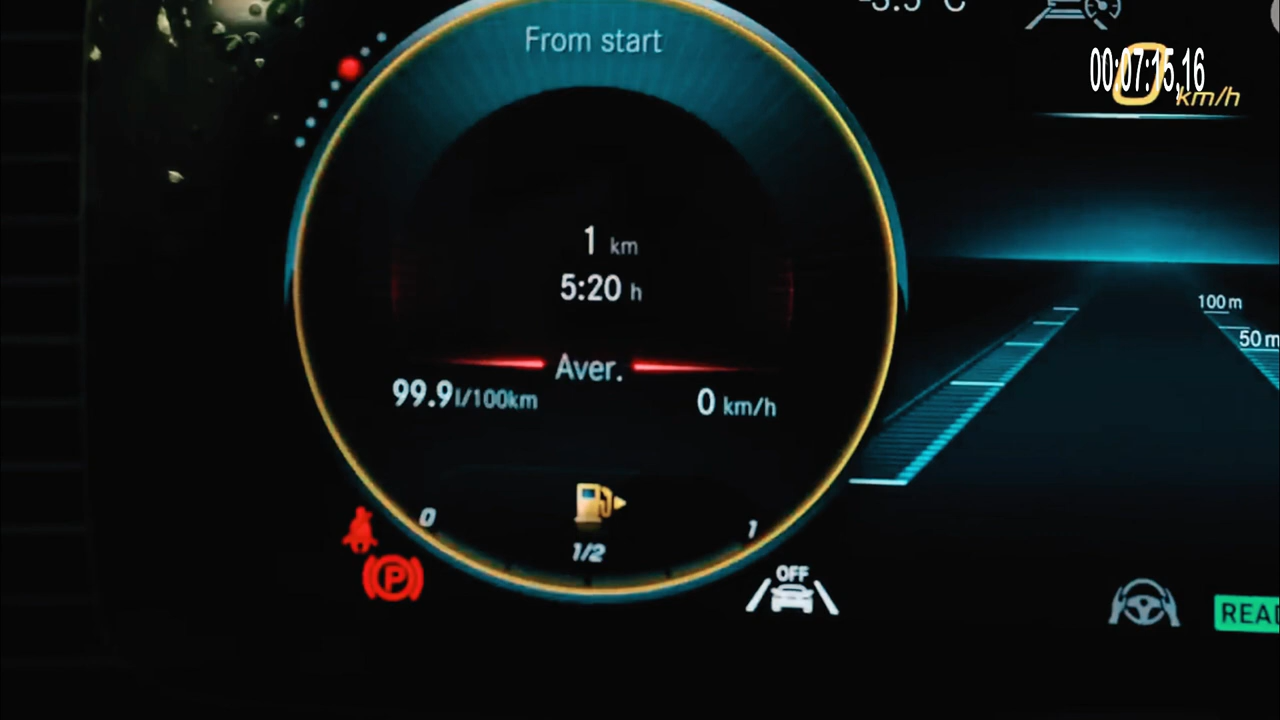 From start
00:07:15,16
0 km/h
1 km
5:20 h
100 m
50 m
Aver.
99.9 l/100km
0 km/h
0
1
1/2
P
OFF